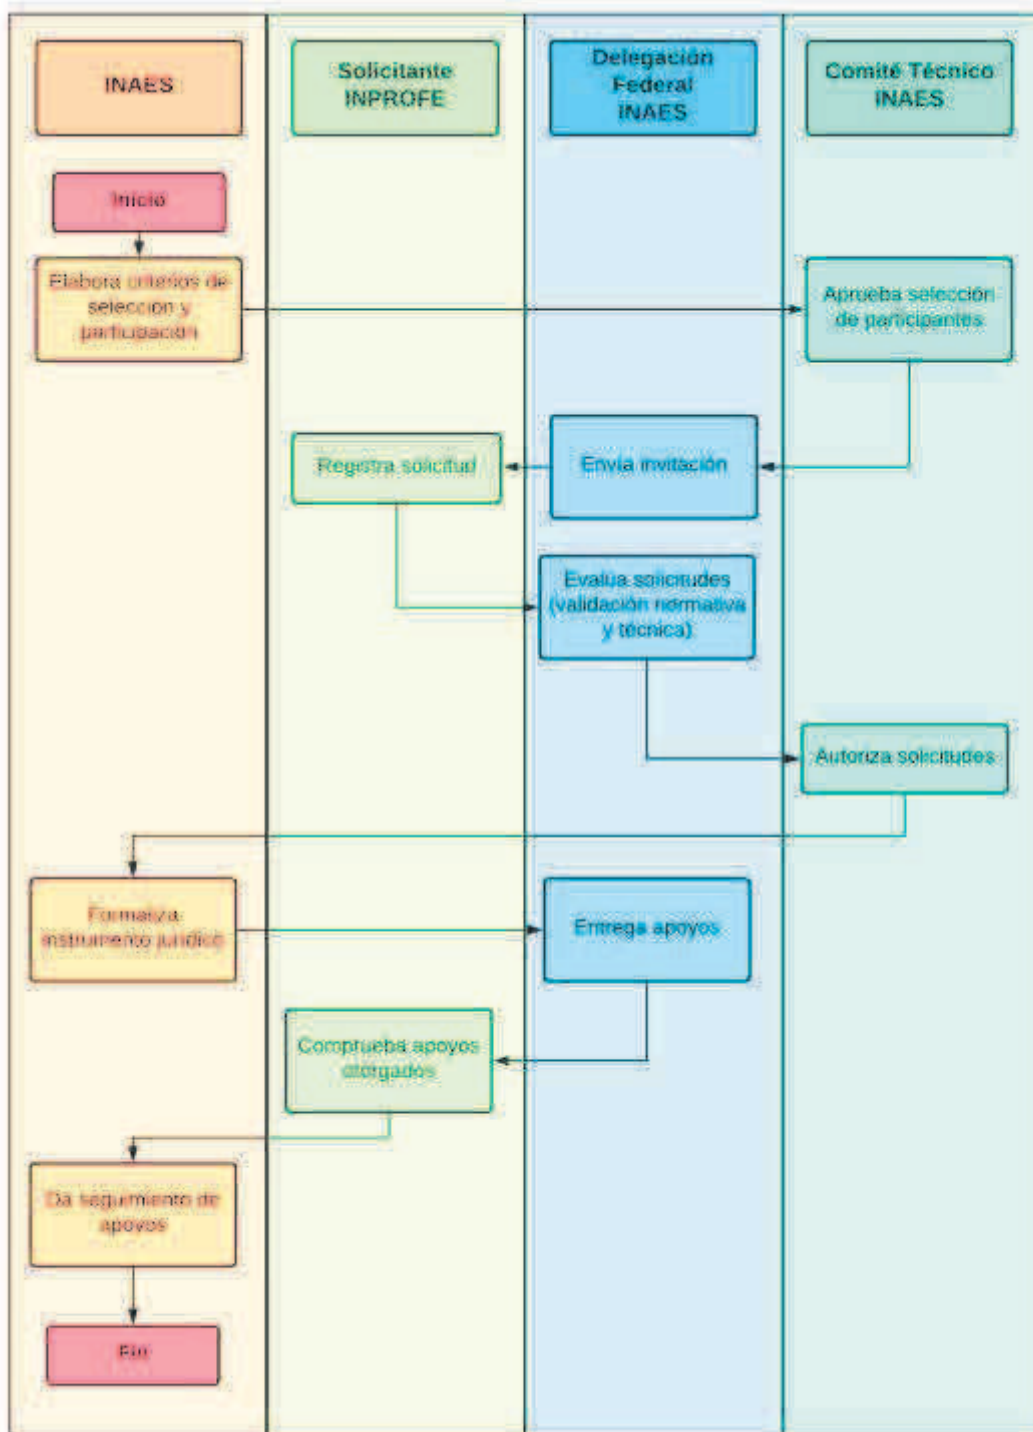 INAES
Solicitante
INPROFE
Delegación
Federal
INAES
Comité Técnico
INAES
Inicio
Elabora criterios de
selección y
participación
Aprueba selección
de participantes
Registra solicitud
Envía invitación
Evalúa solicitudes
(validación normativa
y técnica)
Autoriza solicitudes
Formaliza
instrumento jurídico
Entrega apoyos
Comprueba apoyos
otorgados
Da seguimiento de
apoyos
Fin